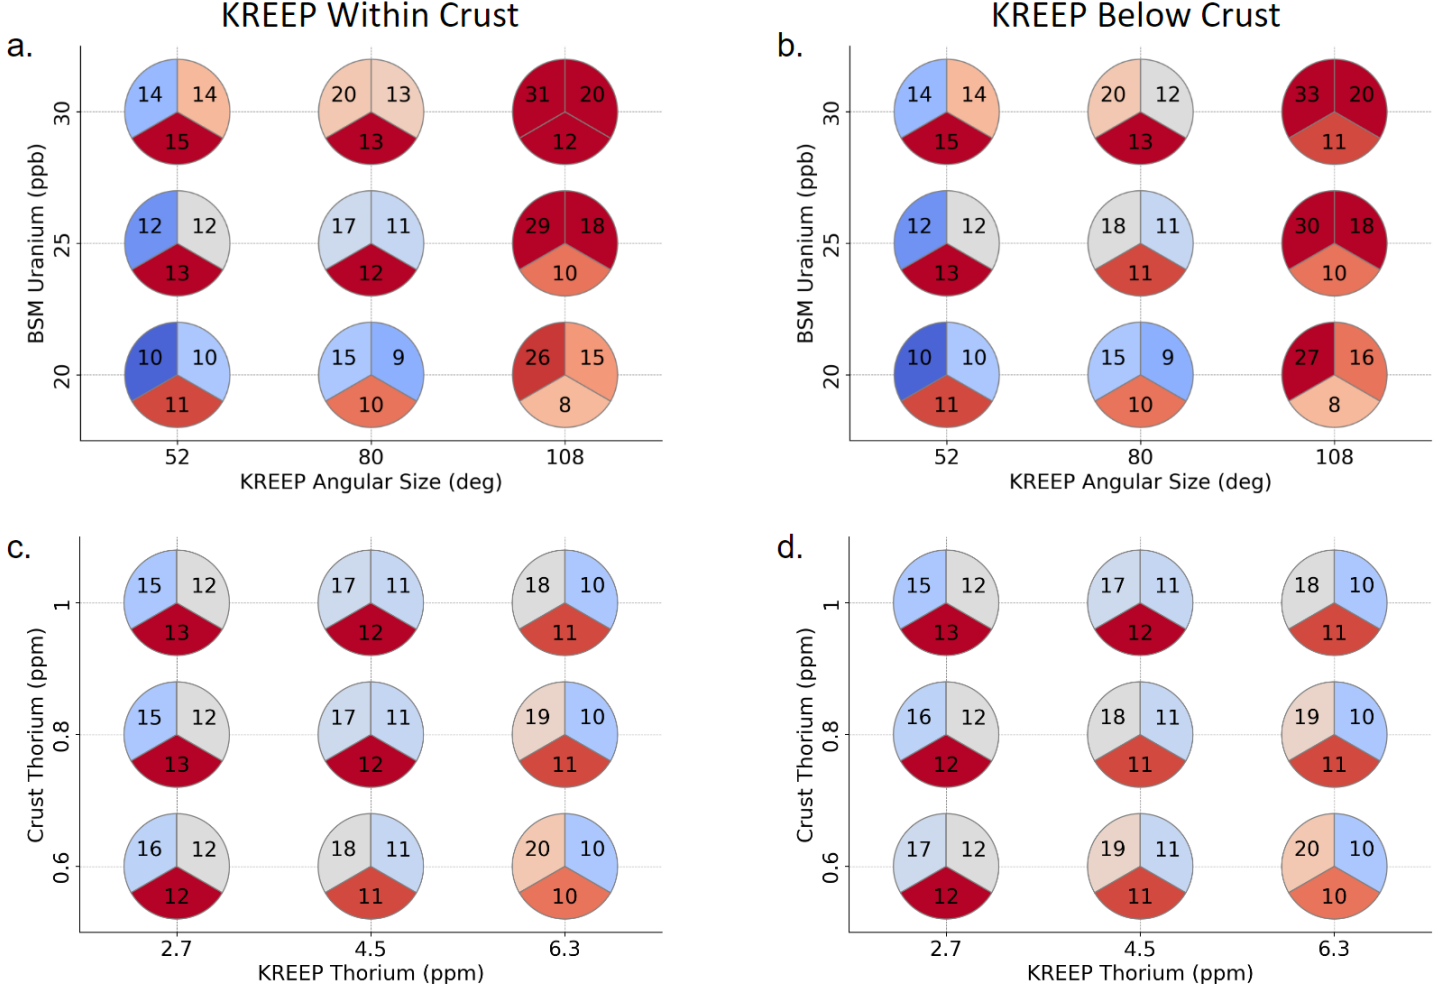 KREEP Within Crust
KREEP Below Crust
a.
BSM Uranium (ppb)
30
14 14 15
20 13 13
31 20 12
25
12 12 13
17 11 12
29 18 10
20
10 10 11
15 9 10
26 15 8
52 80 108
KREEP Angular Size (deg)
b.
BSM Uranium (ppb)
30
14 14 15
20 12 13
33 20 11
25
12 12 13
18 11 11
30 18 10
20
10 10 11
15 9 10
27 16 8
52 80 108
KREEP Angular Size (deg)
c.
Crust Thorium (ppm)
1
15 12 13
17 11 12
18 10 11
0.8
15 12 13
17 11 12
19 10 11
0.6
16 12 12
18 11 11
20 10 10
2.7 4.5 6.3
KREEP Thorium (ppm)
d.
Crust Thorium (ppm)
1
15 12 13
17 11 12
18 10 11
0.8
16 12 12
18 11 11
19 10 11
0.6
17 12 12
19 11 11
20 10 10
2.7 4.5 6.3
KREEP Thorium (ppm)